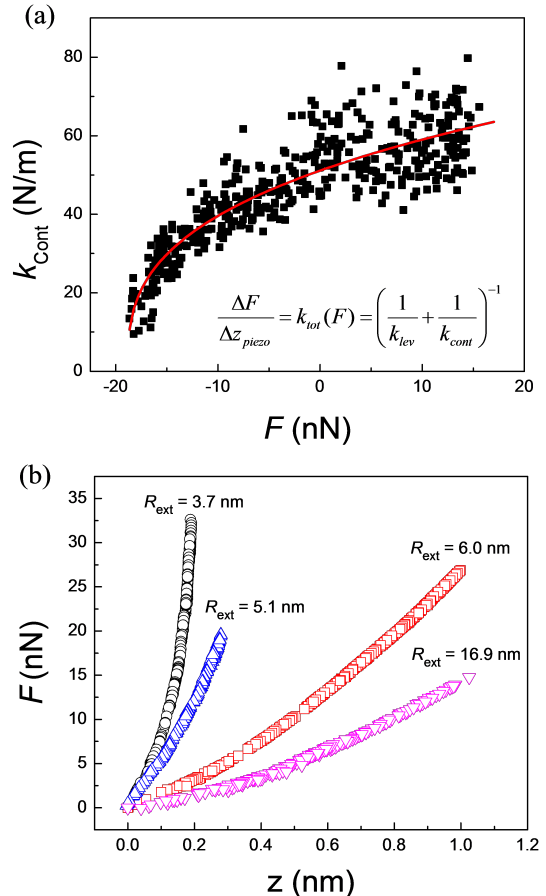 (a)
80
60
40
20
0
k_Cont (N/m)
ΔF/Δz_piezo = k_tot(F) = (1/k_lev + 1/k_cont)^−1
-20 -10 0 10 20
F (nN)
(b)
35
30
25
20
15
10
5
0
F (nN)
R_ext = 3.7 nm
R_ext = 6.0 nm
R_ext = 5.1 nm
R_ext = 16.9 nm
0.0 0.2 0.4 0.6 0.8 1.0 1.2
z (nm)